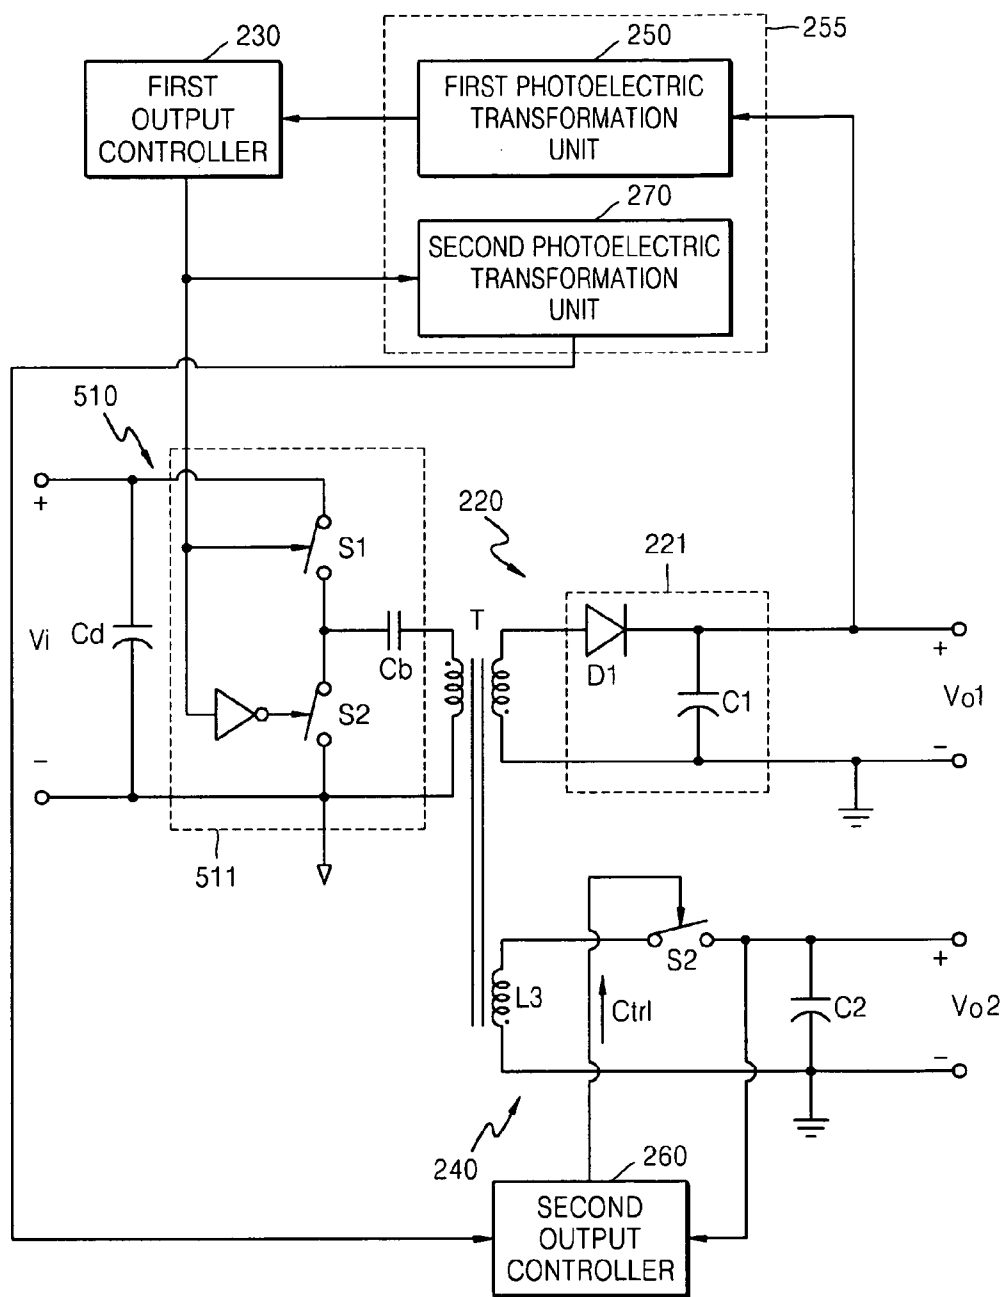 230
250
255
FIRST
OUTPUT
CONTROLLER
FIRST PHOTOELECTRIC
TRANSFORMATION
UNIT
270
SECOND PHOTOELECTRIC
TRANSFORMATION
UNIT
510
220
221
+
S1
T
Vi
Cd
Cb
D1
C1
+
Vo1
S2
−
−
511
S2
+
L3
Ctrl
C2
Vo2
−
240
260
SECOND
OUTPUT
CONTROLLER